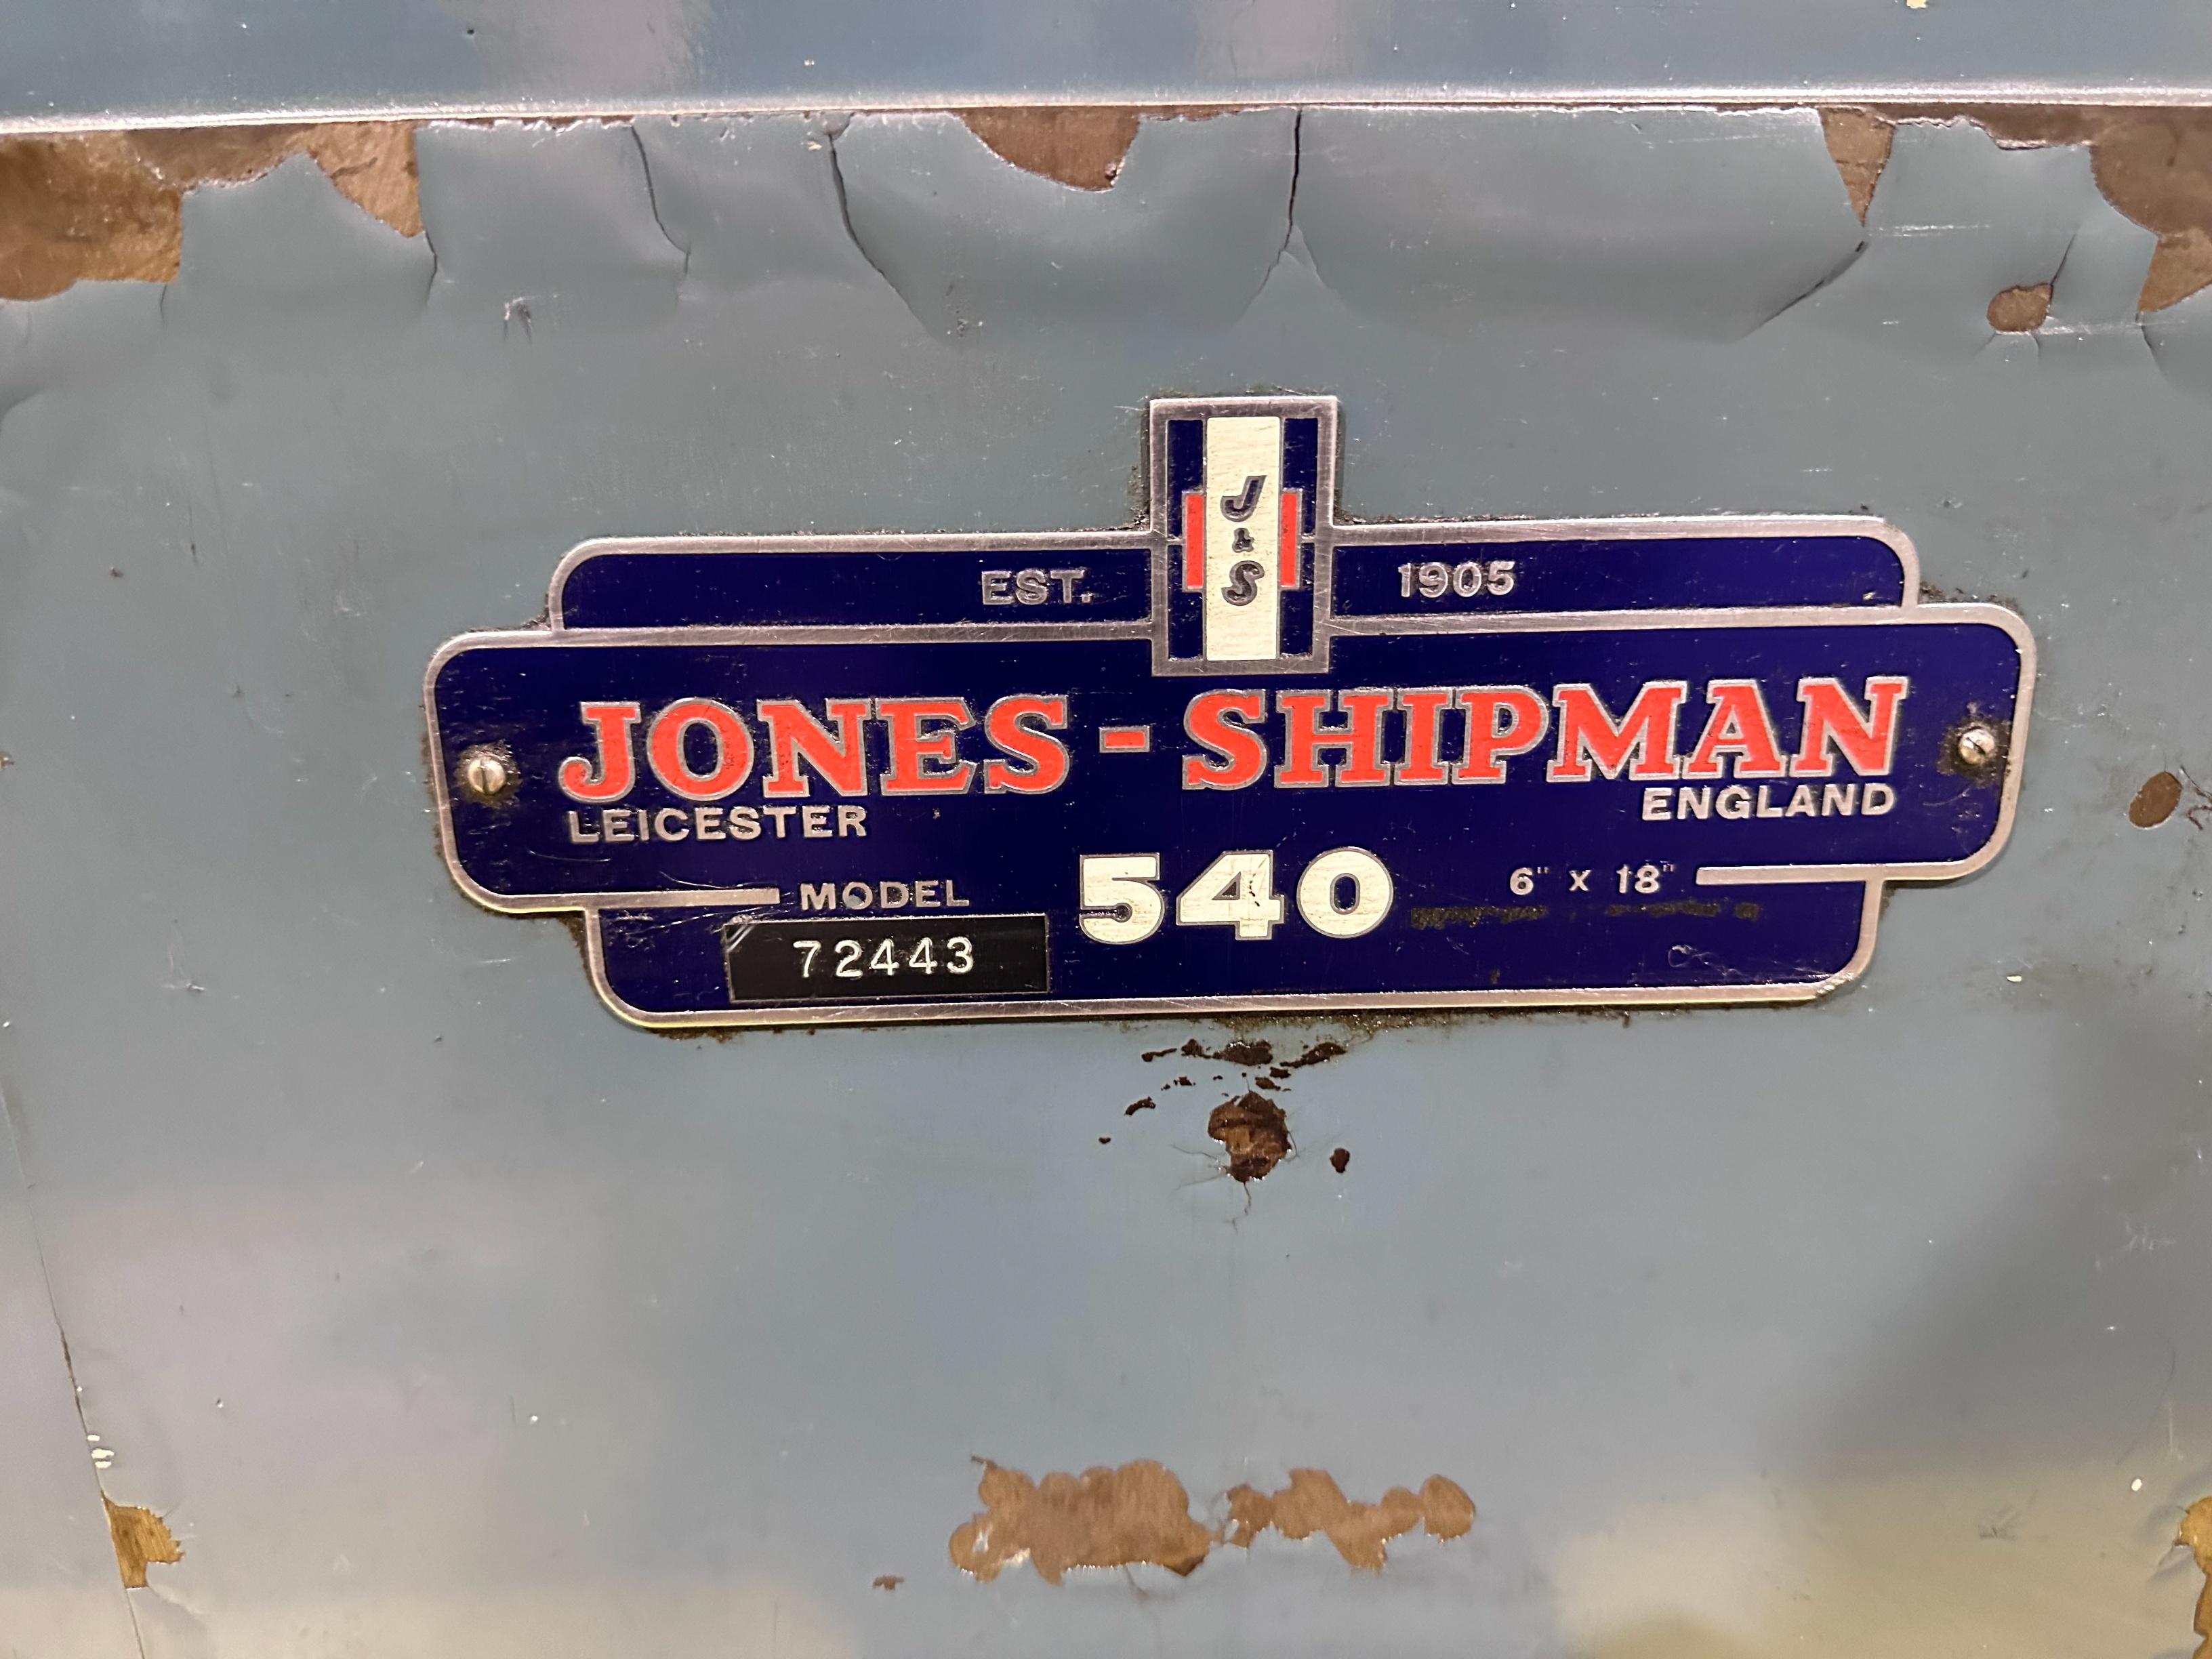 J
&
S
EST. 1905
JONES - SHIPMAN
LEICESTER ENGLAND
MODEL 540 6" x 18"
72443